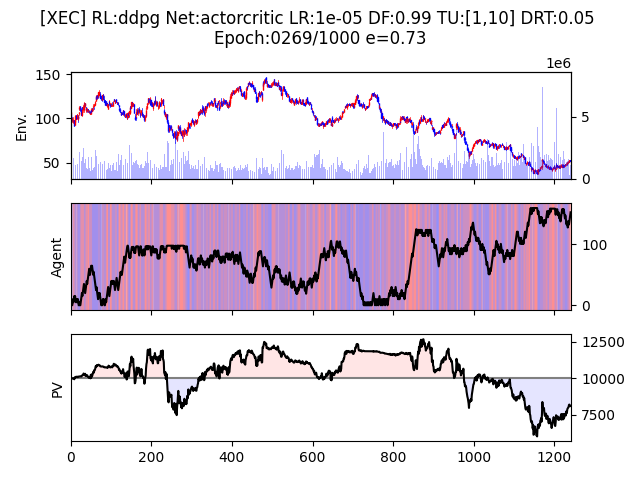 [XEC] RL:ddpg Net:actorcritic LR:1e-05 DF:0.99 TU:[1,10] DRT:0.05
Epoch:0269/1000 e=0.73
1e6
150
100
50
Env.
5
0
Agent
100
0
PV
12500
10000
7500
0 200 400 600 800 1000 1200